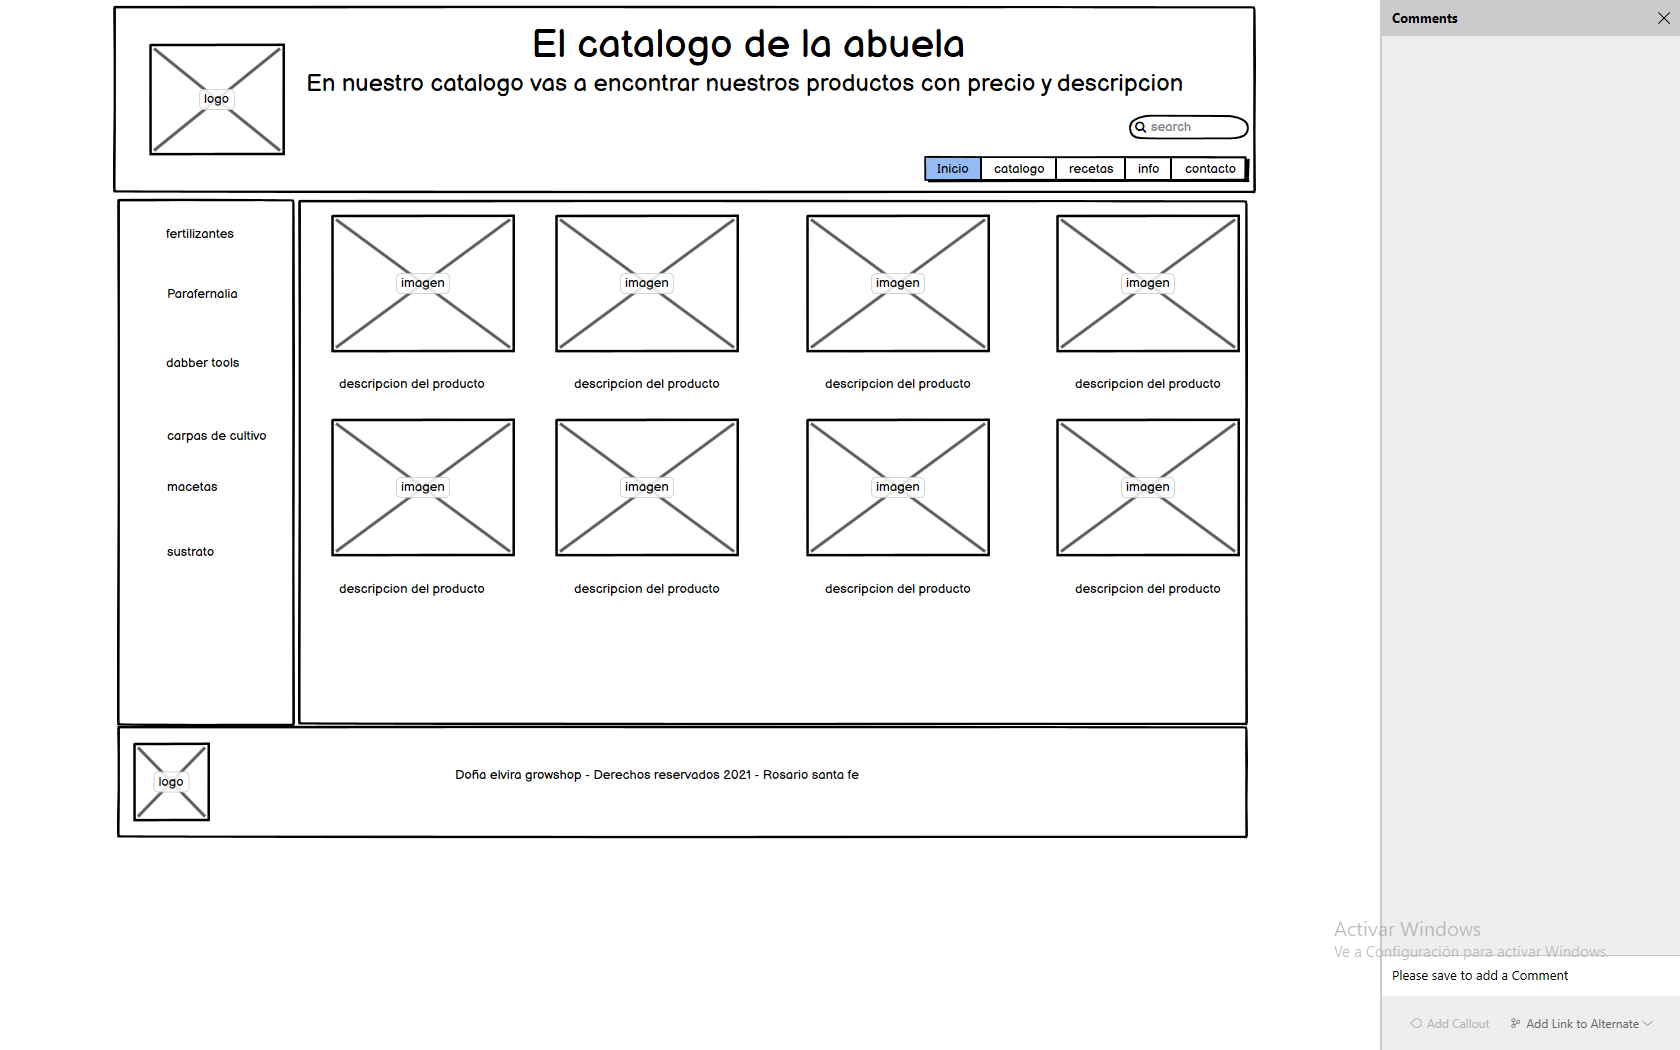 El catalogo de la abuela
En nuestro catalogo vas a encontrar nuestros productos con precio y descripcion
logo
search
Inicio catalogo recetas info contacto
fertilizantes
Parafernalia
dabber tools
carpas de cultivo
macetas
sustrato
imagen imagen imagen imagen
descripcion del producto descripcion del producto descripcion del producto descripcion del producto
imagen imagen imagen imagen
descripcion del producto descripcion del producto descripcion del producto descripcion del producto
logo
Doña elvira growshop - Derechos reservados 2021 - Rosario santa fe
Comments
Activar Windows
Ve a Configuración para activar Windows.
Please save to add a Comment
Add Callout Add Link to Alternate